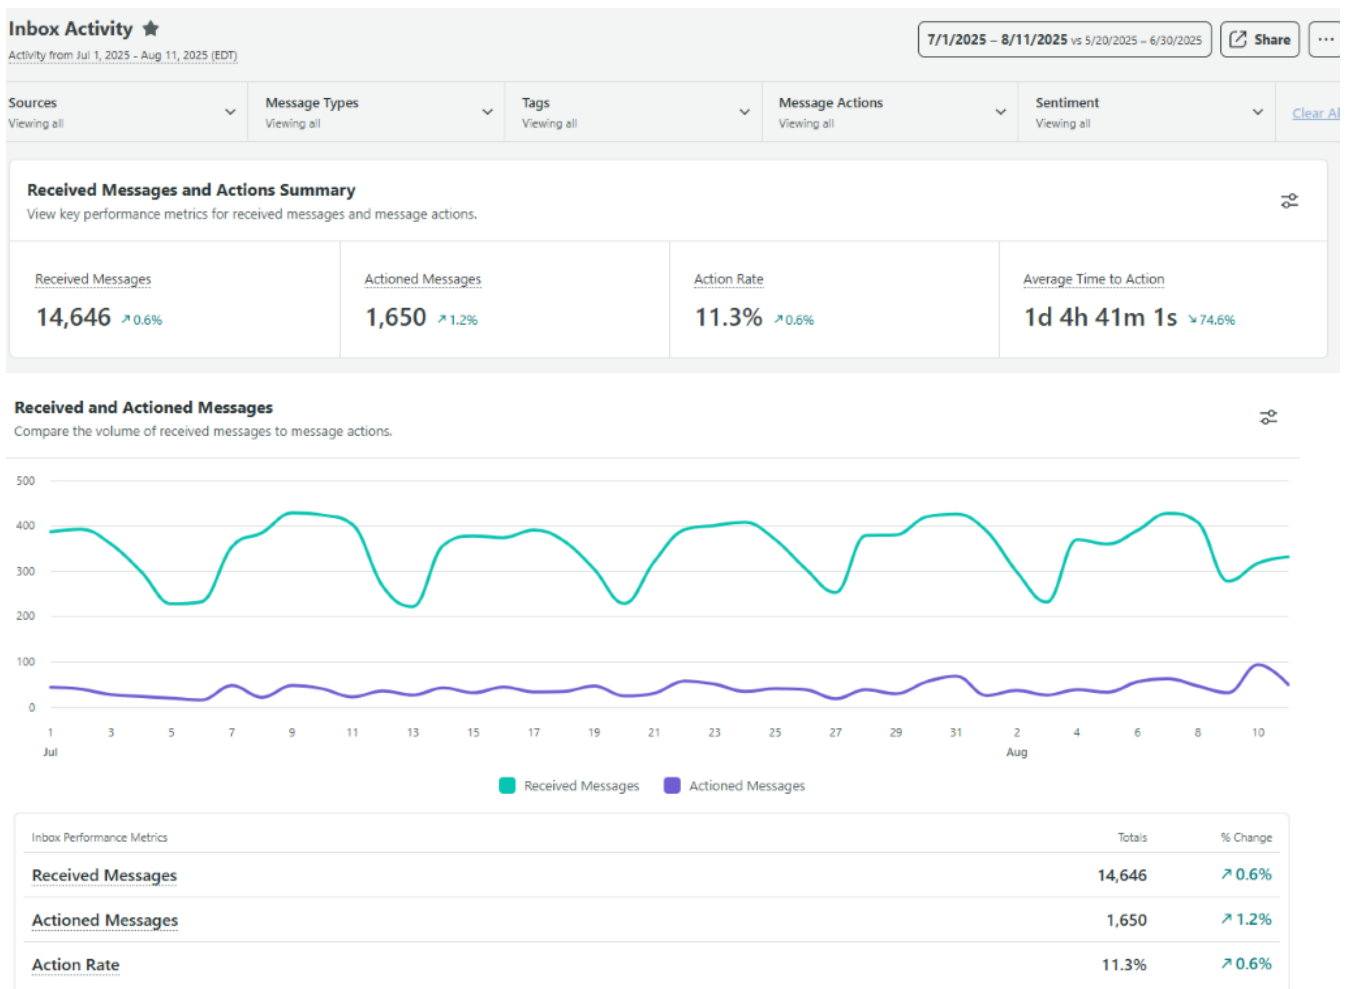 Inbox Activity
Activity from Jul 1, 2025 - Aug 11, 2025 (EDT)
7/1/2025 – 8/11/2025 vs 5/20/2025 – 6/30/2025
Share
Sources
Viewing all
Message Types
Viewing all
Tags
Viewing all
Message Actions
Viewing all
Sentiment
Viewing all
Clear Al
Received Messages and Actions Summary
View key performance metrics for received messages and message actions.
Received Messages
14,646 ↗0.6%
Actioned Messages
1,650 ↗1.2%
Action Rate
11.3% ↗0.6%
Average Time to Action
1d 4h 41m 1s ↘74.6%
Received and Actioned Messages
Compare the volume of received messages to message actions.
500
400
300
200
100
0
1 3 5 7 9 11 13 15 17 19 21 23 25 27 29 31 2 4 6 8 10
Jul Aug
Received Messages Actioned Messages
Inbox Performance Metrics Totals % Change
Received Messages 14,646 ↗0.6%
Actioned Messages 1,650 ↗1.2%
Action Rate 11.3% ↗0.6%